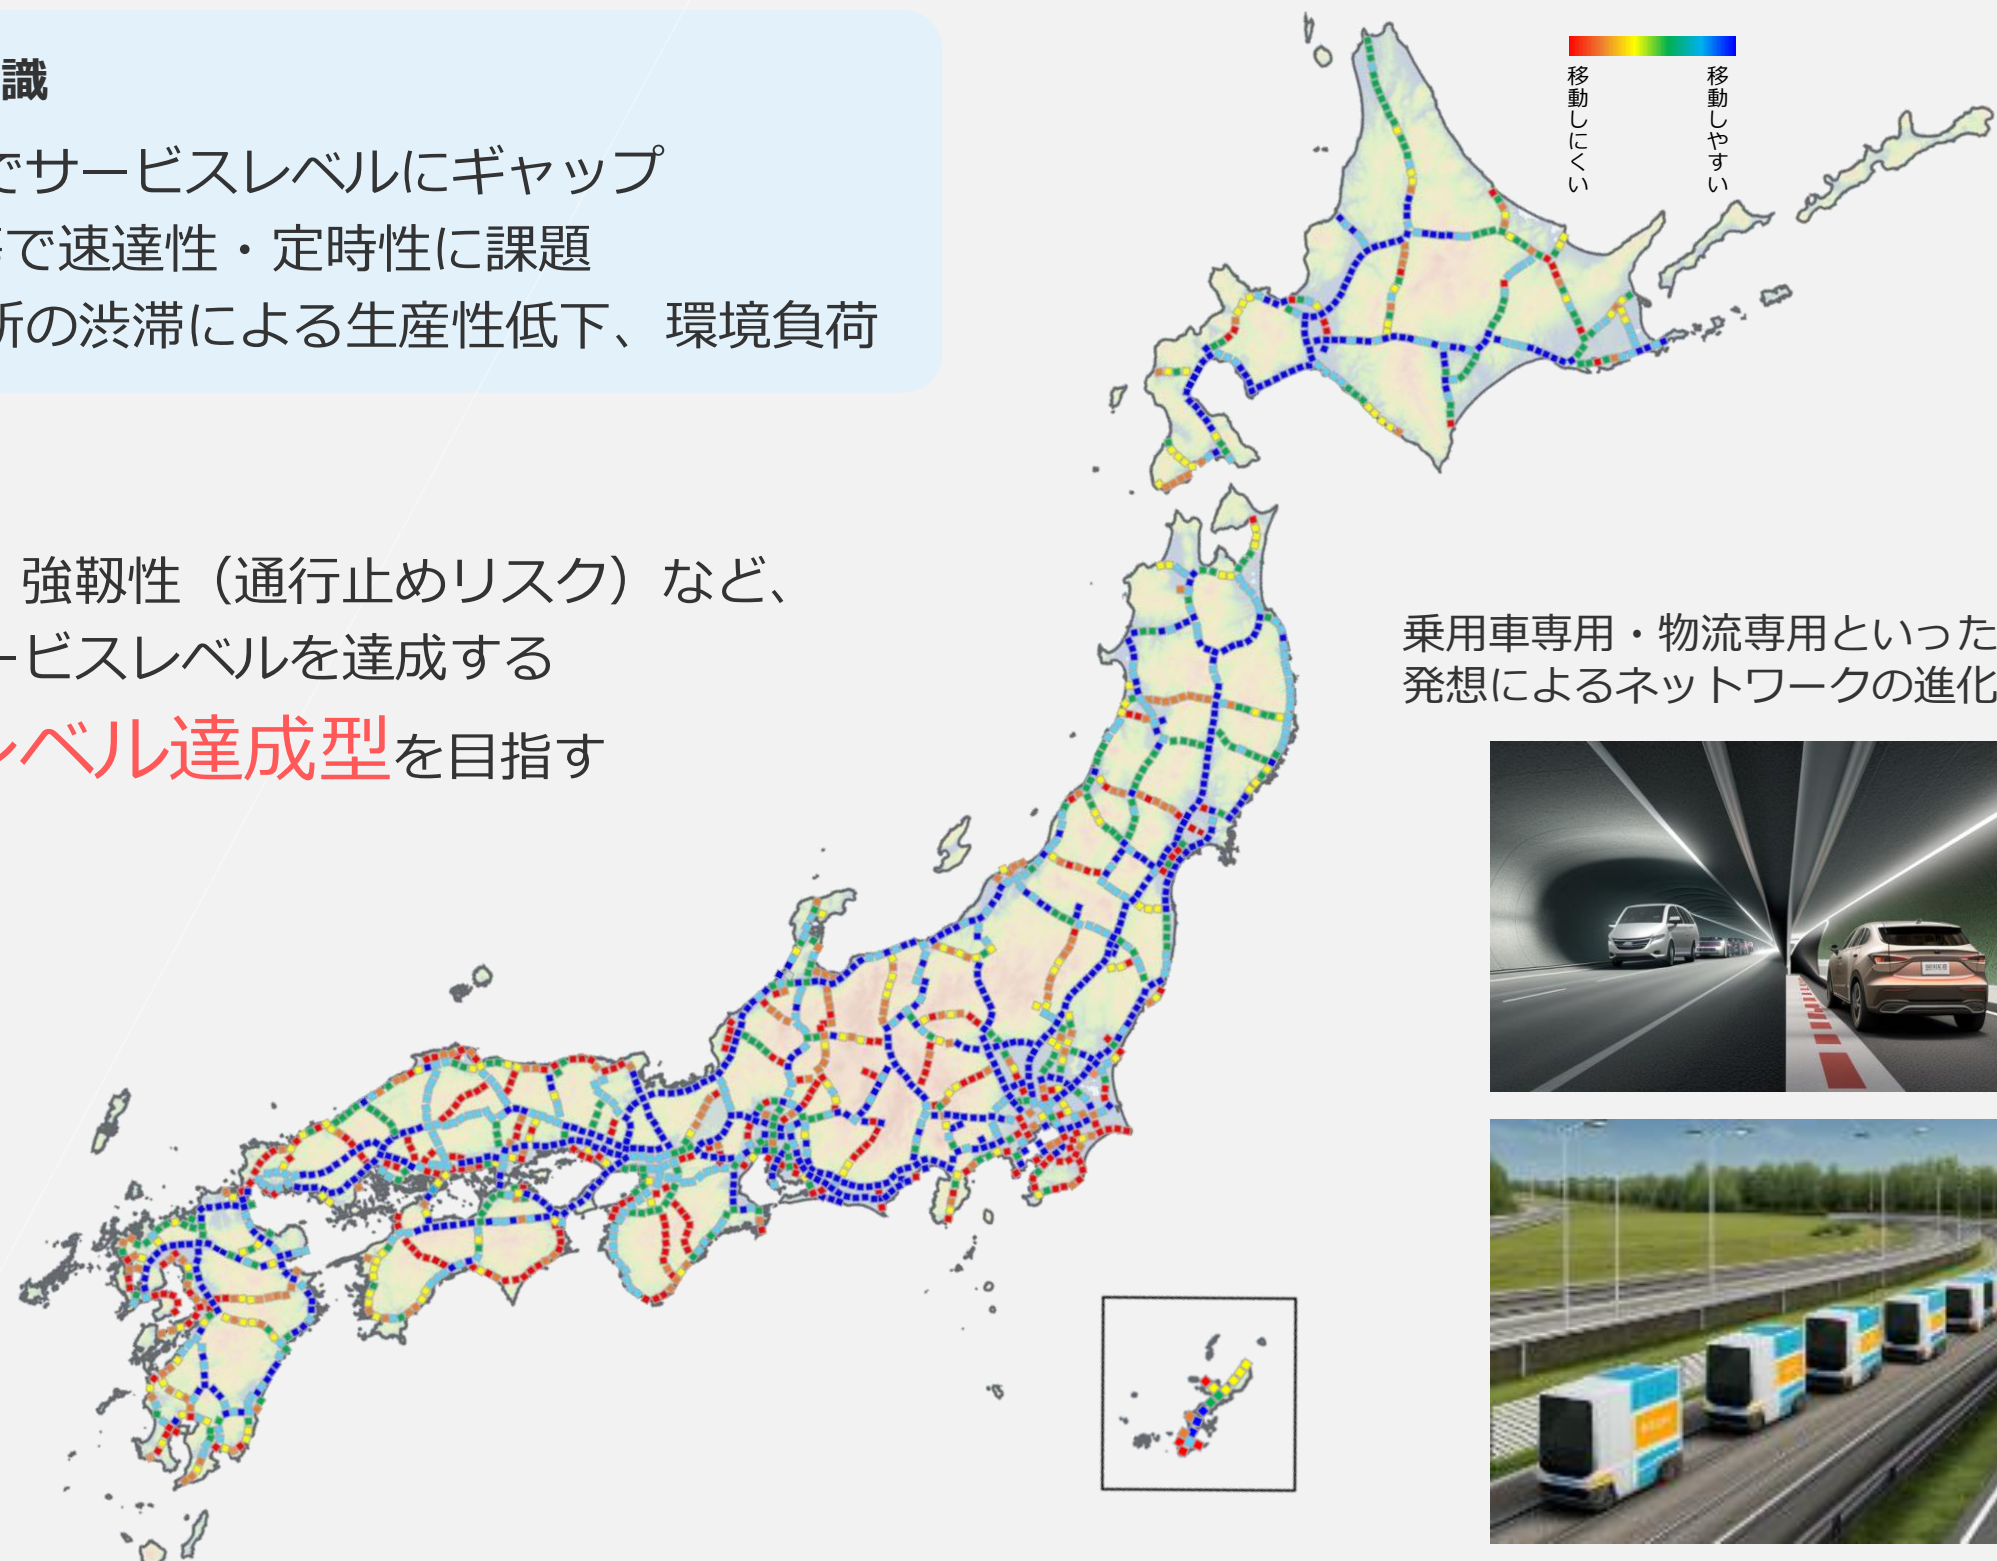 識
でサービスレベルにギャップ
で速達性・定時性に課題
所の渋滞による生産性低下、環境負荷
強靱性（通行止めリスク）など、
ービスレベルを達成する
レベル達成型を目指す
移動しにくい
移動しやすい
乗用車専用・物流専用といった
発想によるネットワークの進化